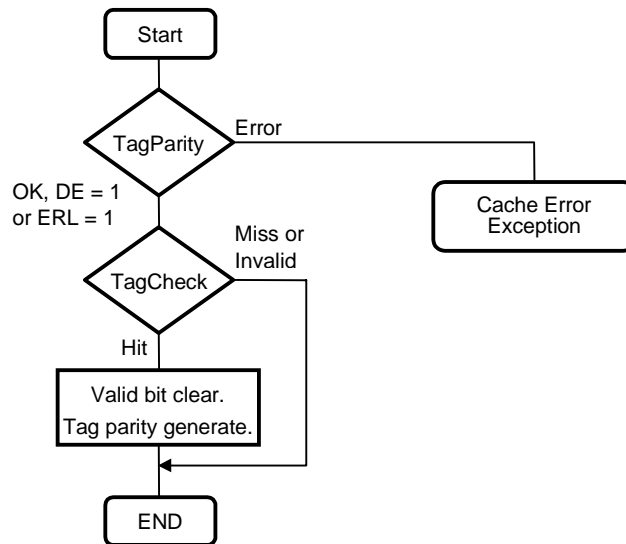 Start
TagParity
Error
OK, DE = 1
or ERL = 1
Cache Error
Exception
Miss or
Invalid
TagCheck
Hit
Valid bit clear.
Tag parity generate.
END